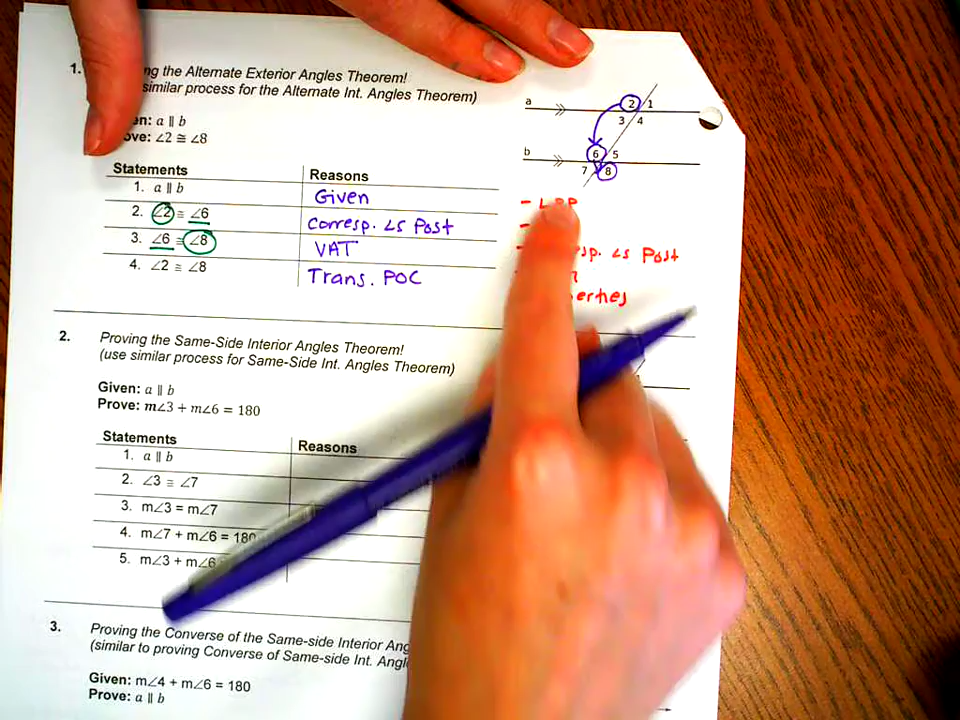 1. ng the Alternate Exterior Angles Theorem!
similar process for the Alternate Int. Angles Theorem)
en: a ∥ b
ove: ∠2 ≅ ∠8
Statements Reasons
1. a ∥ b Given
2. ∠2 ≅ ∠6 Corresp. ∠s Post
3. ∠6 ≅ ∠8 VAT
4. ∠2 ≅ ∠8 Trans. POC
a 2 1
3 4
b 6 5
7 8
sp. ∠s Post
erties
2. Proving the Same-Side Interior Angles Theorem!
(use similar process for Same-Side Int. Angles Theorem)
Given: a ∥ b
Prove: m∠3 + m∠6 = 180
Statements Reasons
1. a ∥ b
2. ∠3 ≅ ∠7
3. m∠3 = m∠7
4. m∠7 + m∠6 = 180
5. m∠3 + m∠6
3. Proving the Converse of the Same-side Interior Ang
(similar to proving Converse of Same-side Int. Angl
Given: m∠4 + m∠6 = 180
Prove: a ∥ b